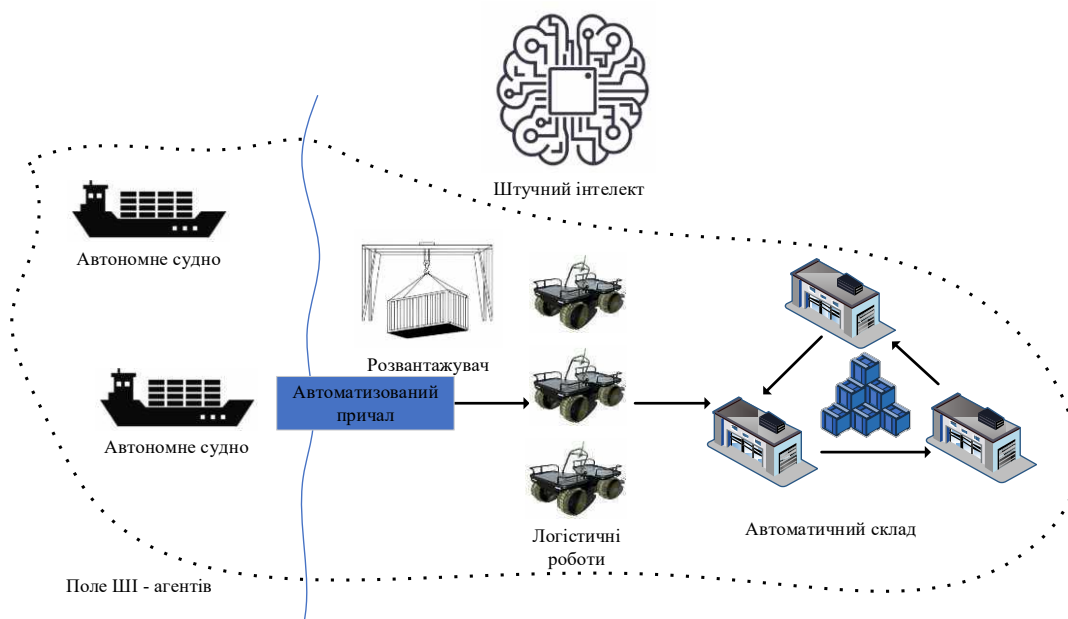 Штучний інтелект
Автономне судно
Розвантажувач
Автоматизований
причал
Автономне судно
Логістичні
роботи
Автоматичний склад
Поле ШІ - агентів